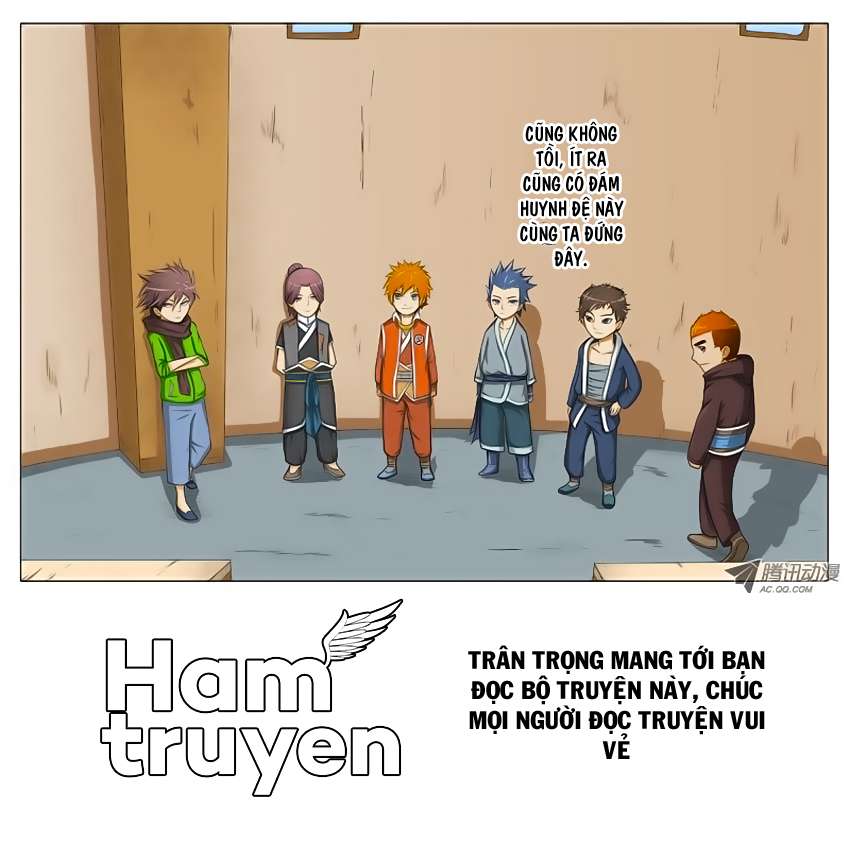 CŨNG KHÔNG
TỒI, ÍT RA
CŨNG CÓ ĐÁM
HUYNH ĐỆ NÀY
CÙNG TA ĐỨNG
ĐÂY.
腾讯动漫
AC.QQ.COM
Ham
truyen
TRÂN TRỌNG MANG TỚI BẠN
ĐỌC BỘ TRUYỆN NÀY, CHÚC
MỌI NGƯỜI ĐỌC TRUYỆN VUI
VẺ